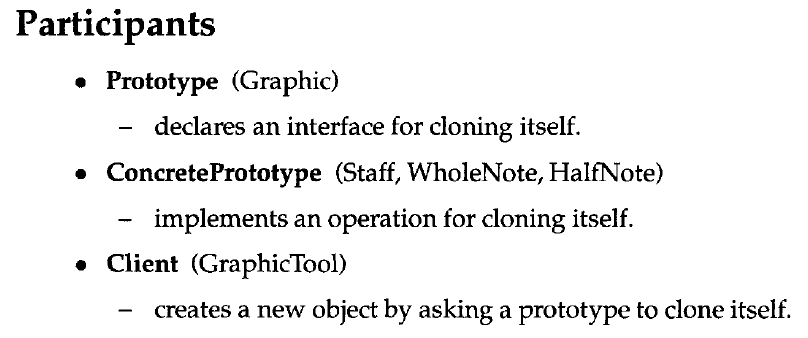 Participants
• Prototype (Graphic)
– declares an interface for cloning itself.
• ConcretePrototype (Staff, WholeNote, HalfNote)
– implements an operation for cloning itself.
• Client (GraphicTool)
– creates a new object by asking a prototype to clone itself.